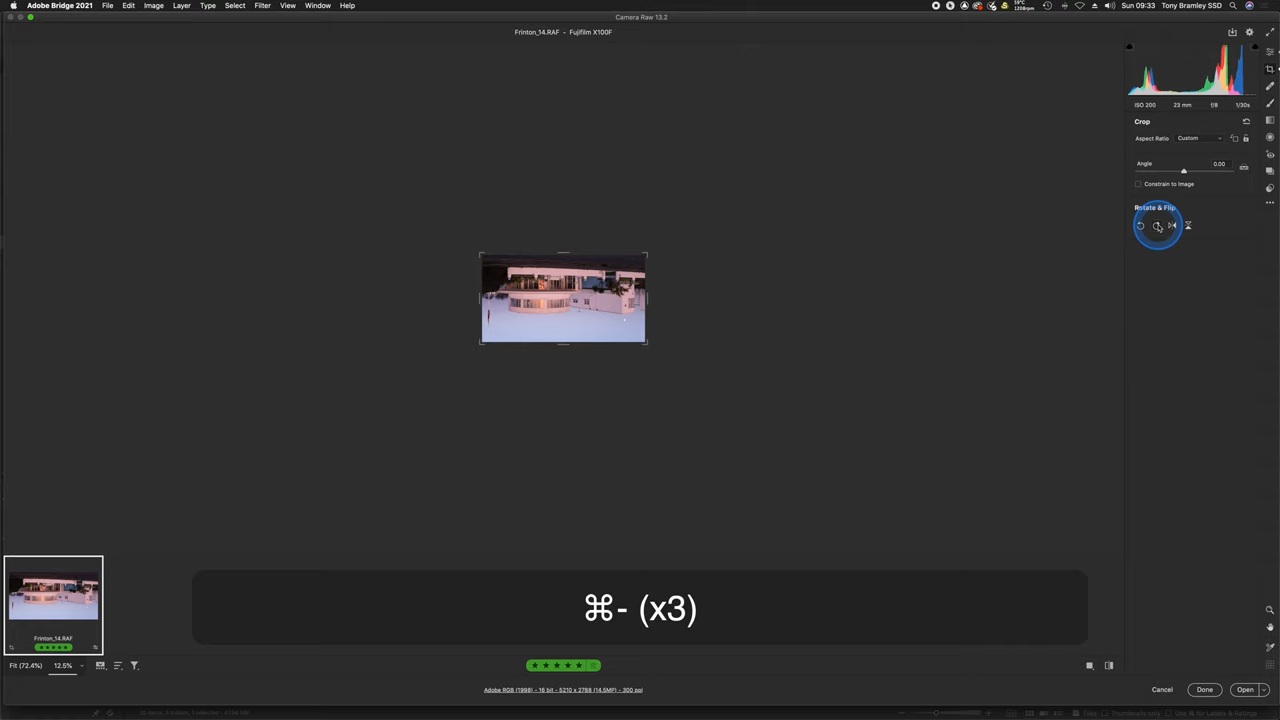 Adobe Bridge 2021 File Edit Image Layer Type Select Filter View Window Help
59°C
1208rpm
Sun 09:33 Tony Bramley SSD
Camera Raw 13.2
Frinton_14.RAF - Fujifilm X100F
ISO 200 23 mm f/8 1/30s
Crop
Aspect Ratio Custom
Angle 0.00
Constrain to Image
Rotate & Flip
⌘- (x3)
Frinton_14.RAF
Fit (72.4%) 12.5%
Adobe RGB (1998) - 16 bit - 5210 x 2788 (14.5MP) - 300 ppi
Cancel Done Open